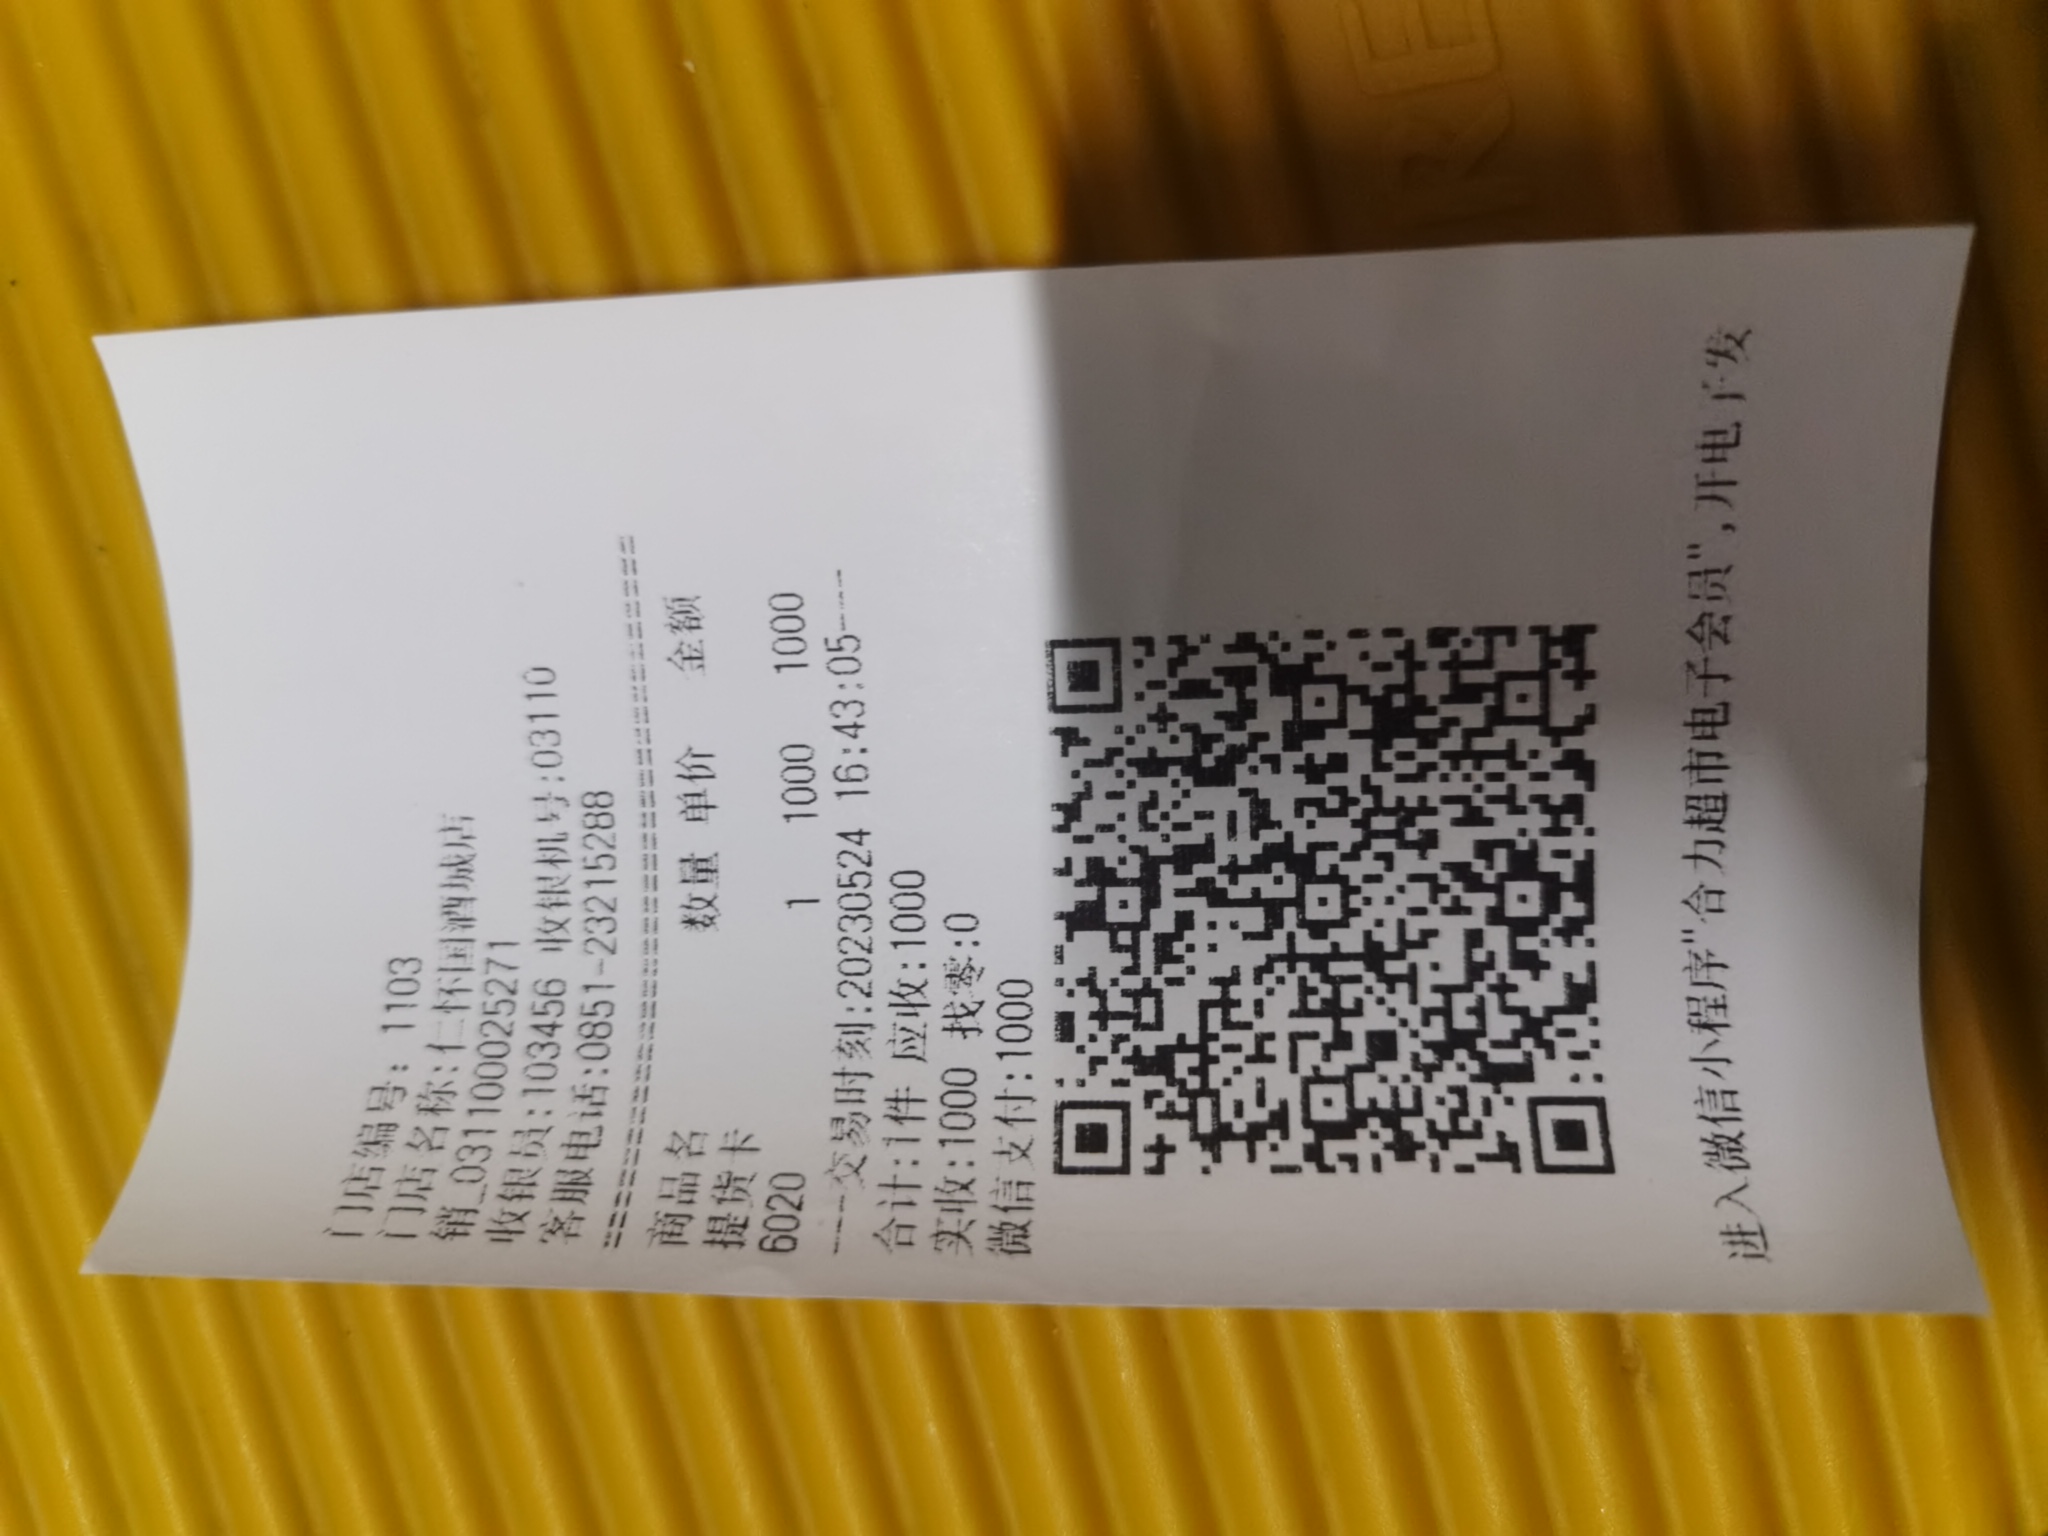 门店编号: 1103
门店名称:仁怀国酒城店
销_0311000025271
收银员:103456 收银机号:03110
客服电话:0851-23215288
商品名 数量 单价 金额
提货卡
6020 1 1000 1000
----交易时刻:20230524 16:43:05----
合计:1件 应收:1000
实收:1000 找零:0
微信支付:1000
进入微信小程序"合力超市电子会员",开电子发